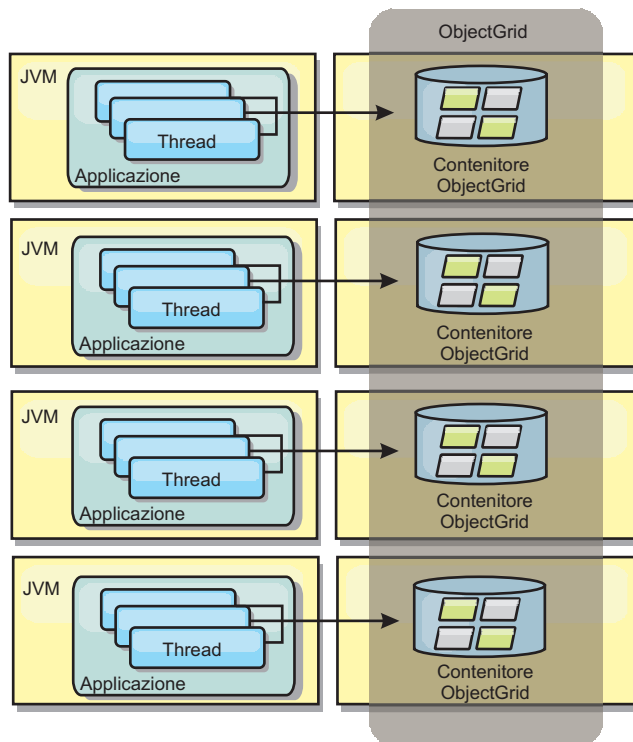 ObjectGrid
JVM
Thread
Applicazione
Contenitore
ObjectGrid
JVM
Thread
Applicazione
Contenitore
ObjectGrid
JVM
Thread
Applicazione
Contenitore
ObjectGrid
JVM
Thread
Applicazione
Contenitore
ObjectGrid